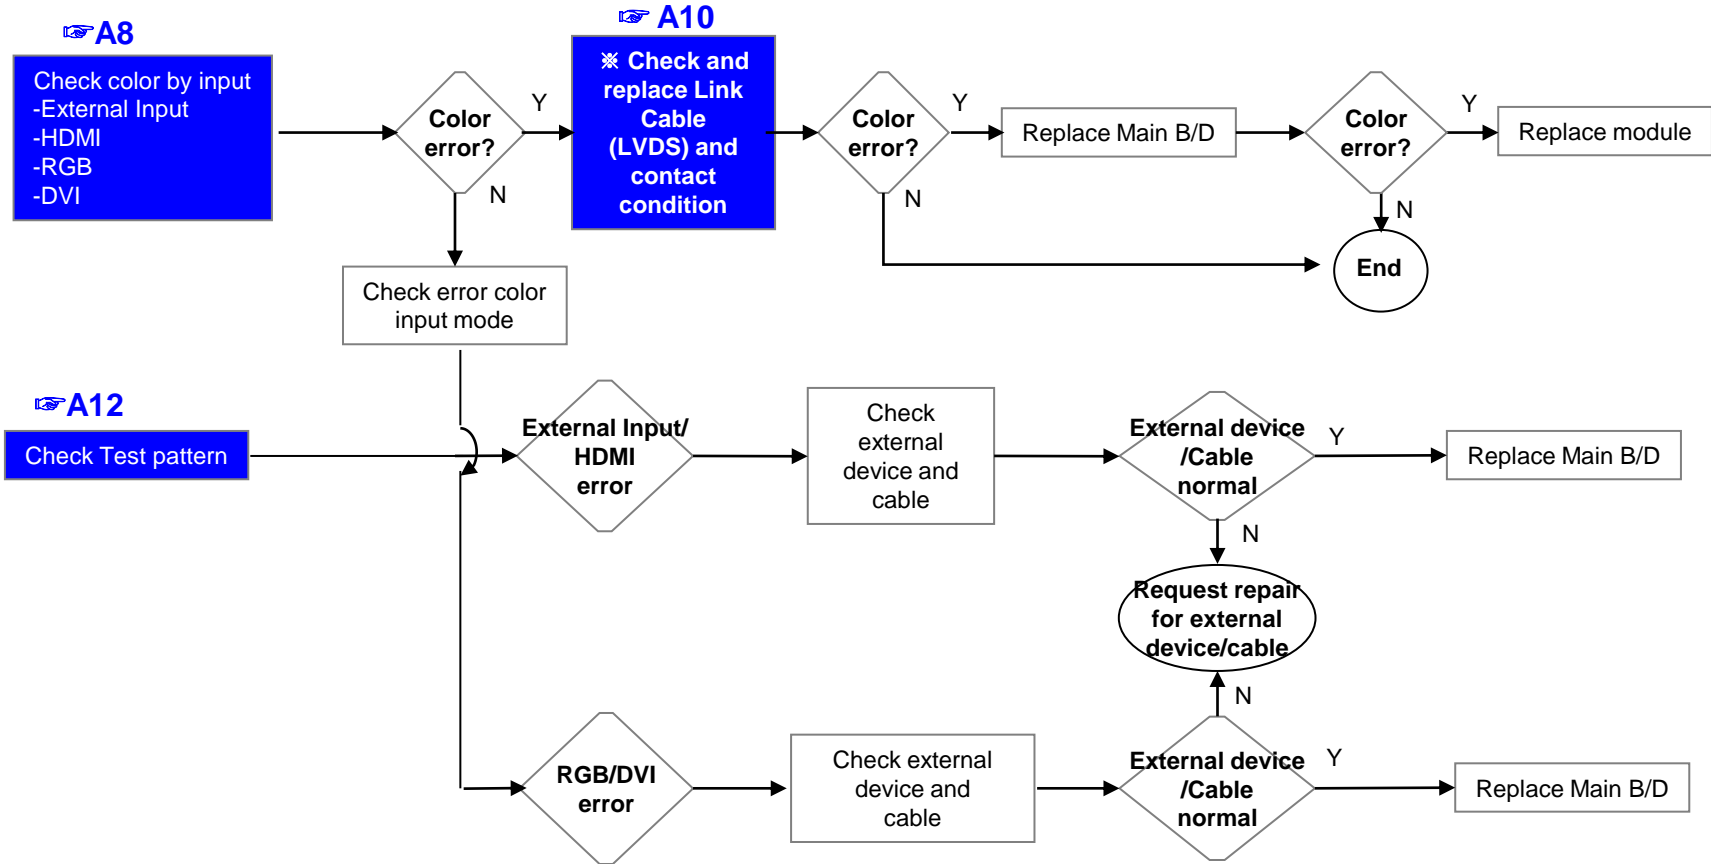 ☞A8
Check color by input
-External Input
-HDMI
-RGB
-DVI
Color
error?
Y
N
☞ A10
※ Check and
replace Link
Cable
(LVDS) and
contact
condition
Color
error?
Y
N
Replace Main B/D
Color
error?
Y
N
Replace module
End
Check error color
input mode
☞A12
Check Test pattern
External Input/
HDMI
error
Check
external
device and
cable
External device
/Cable
normal
Y
N
Replace Main B/D
Request repair
for external
device/cable
N
RGB/DVI
error
Check external
device and
cable
External device
/Cable
normal
Y
Replace Main B/D